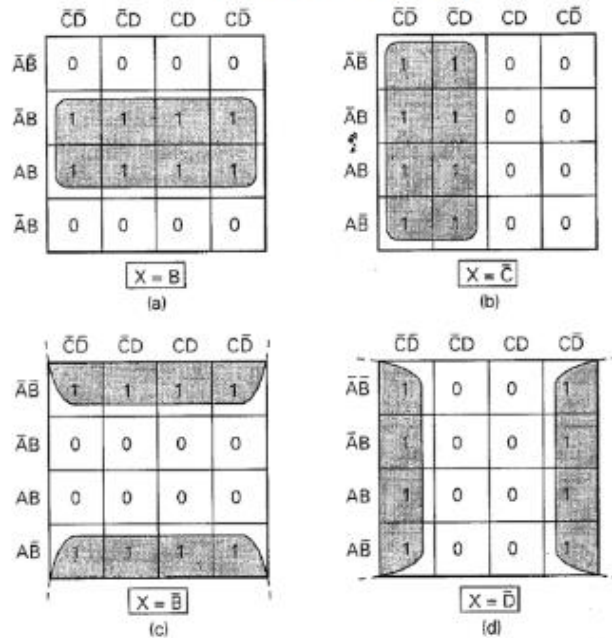 C̄D̄ C̄D CD CD̄
ĀB̄ 0 0 0 0
ĀB 1 1 1 1
AB 1 1 1 1
ĀB 0 0 0 0
X = B
(a)
C̄D̄ C̄D CD CD̄
ĀB̄ 1 1 0 0
ĀB 1 1 0 0
AB 1 1 0 0
AB̄ 1 1 0 0
X = C̄
(b)
C̄D̄ C̄D CD CD̄
ĀB̄ 1 1 1 1
ĀB 0 0 0 0
AB 0 0 0 0
AB̄ 1 1 1 1
X = B̄
(c)
C̄D̄ C̄D CD CD̄
ĀB̄ 1 0 0 1
ĀB 1 0 0 1
AB 1 0 0 1
AB̄ 1 0 0 1
X = D̄
(d)